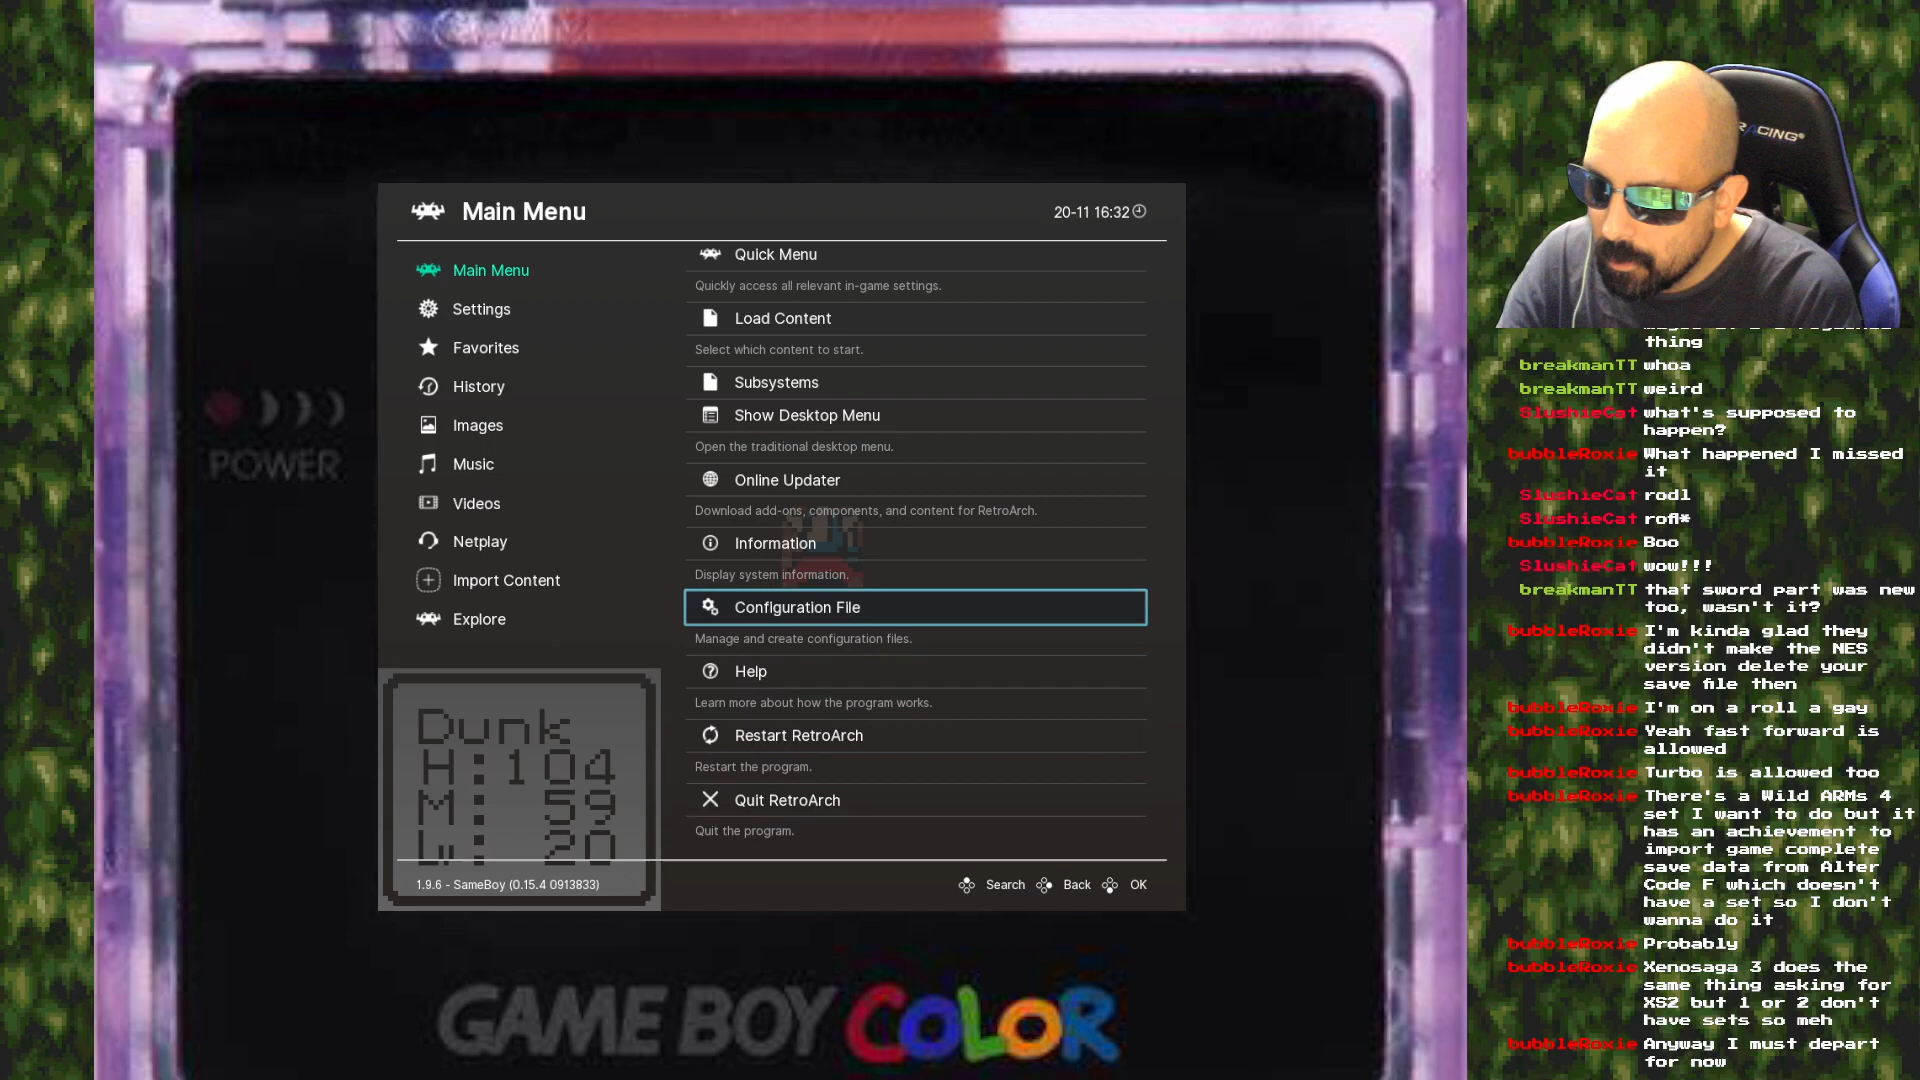 Main Menu
20-11 16:32
Main Menu
Settings
Favorites
History
Images
Music
Videos
Netplay
Import Content
Explore
Quick Menu
Quickly access all relevant in-game settings.
Load Content
Select which content to start.
Subsystems
Show Desktop Menu
Open the traditional desktop menu.
Online Updater
Download add-ons, components, and content for RetroArch.
Information
Display system information.
Configuration File
Manage and create configuration files.
Help
Learn more about how the program works.
Restart RetroArch
Restart the program.
Quit RetroArch
Quit the program.
Dunk
H: 104
M: 59
Lv: 20
1.9.6 - SameBoy (0.15.4 0913833)
Search Back OK
POWER
GAME BOY COLOR
RACING®
thing
breakmanTT whoa
breakmanTT weird
SlushieCat what's supposed to
happen?
bubbleRoxie What happened I missed
it
SlushieCat rodl
SlushieCat rofl*
bubbleRoxie Boo
SlushieCat wow!!!
breakmanTT that sword part was new
too, wasn't it?
bubbleRoxie I'm kinda glad they
didn't make the NES
version delete your
save file then
bubbleRoxie I'm on a roll a gay
bubbleRoxie Yeah fast forward is
allowed
bubbleRoxie Turbo is allowed too
bubbleRoxie There's a Wild ARMs 4
set I want to do but it
has an achievement to
import game complete
save data from Alter
Code F which doesn't
have a set so I don't
wanna do it
bubbleRoxie Probably
bubbleRoxie Xenosaga 3 does the
same thing asking for
XS2 but 1 or 2 don't
have sets so meh
bubbleRoxie Anyway I must depart
for now